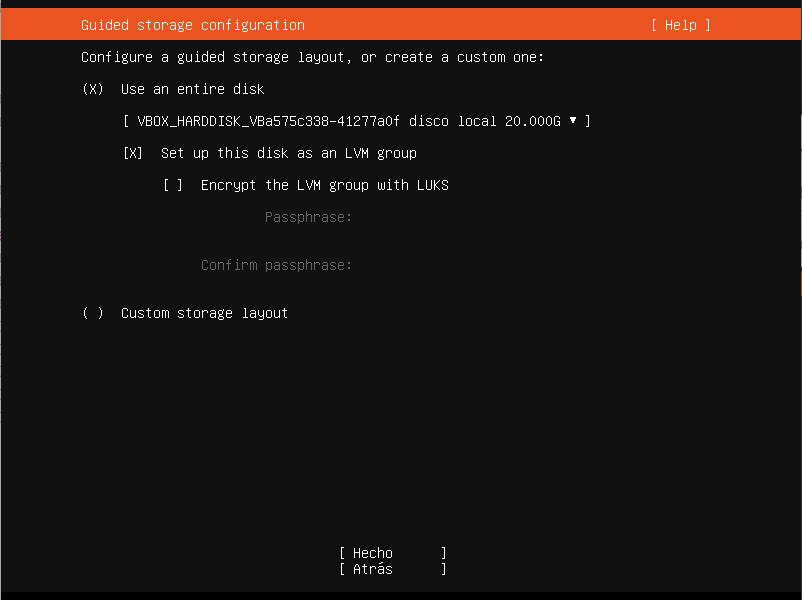 Guided storage configuration [ Help ]
Configure a guided storage layout, or create a custom one:
(X) Use an entire disk
[ VBOX_HARDDISK_VBa575c338-41277a0f disco local 20.000G ▾ ]
[X] Set up this disk as an LVM group
[ ] Encrypt the LVM group with LUKS
Passphrase:
Confirm passphrase:
( ) Custom storage layout
[ Hecho ]
[ Atrás ]